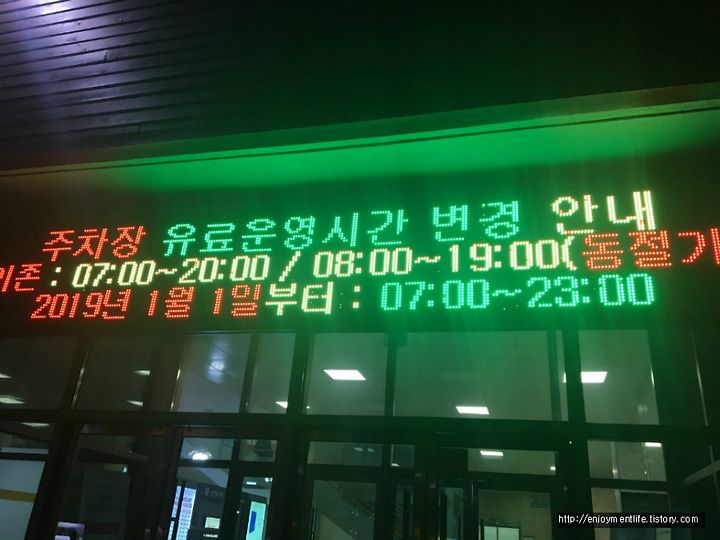 주차장 유료운영시간 변경 안내
기존 : 07:00~20:00 / 08:00~19:00(동절기
2019년 1월 1일부터 : 07:00~23:00
http://enjoymentlife.tistory.com